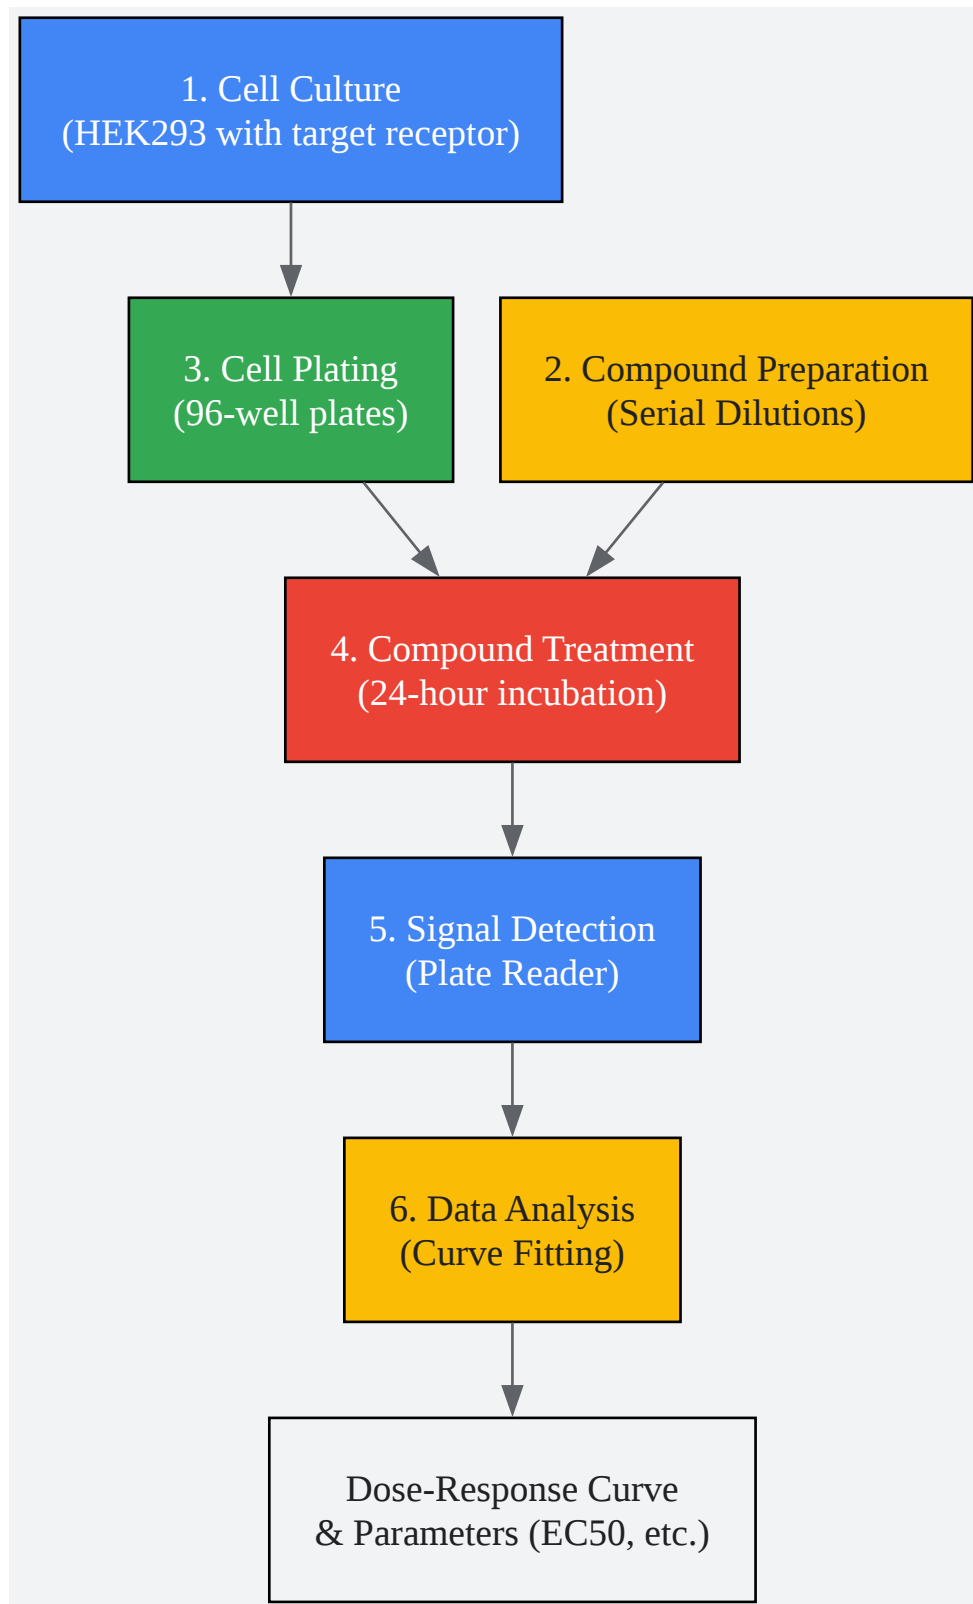 1. Cell Culture
(HEK293 with target receptor)
3. Cell Plating
(96-well plates)
2. Compound Preparation
(Serial Dilutions)
4. Compound Treatment
(24-hour incubation)
5. Signal Detection
(Plate Reader)
6. Data Analysis
(Curve Fitting)
Dose-Response Curve
& Parameters (EC50, etc.)